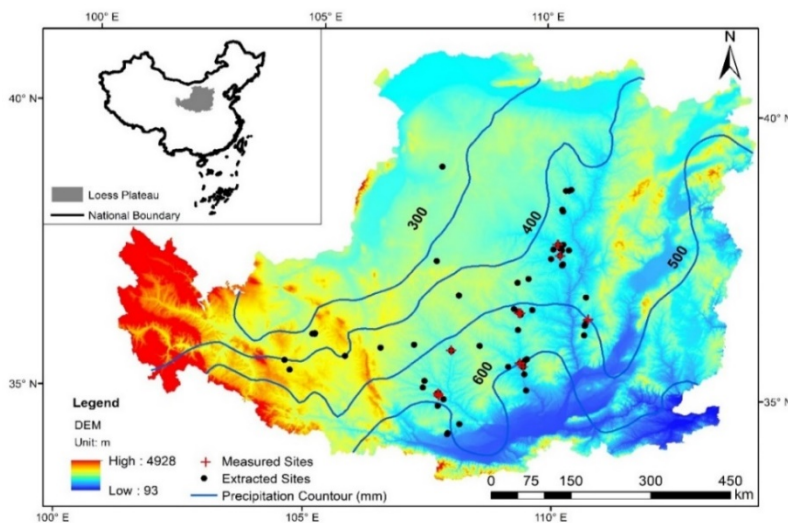 100° E 105° E 110° E
N
40° N
40° N
Loess Plateau
National Boundary
300
400
500
600
35° N
35° N
Legend
DEM
Unit: m
High : 4928
Low : 93
Measured Sites
Extracted Sites
Precipitation Countour (mm)
0 75 150 300 450
km
100° E 105° E 110° E